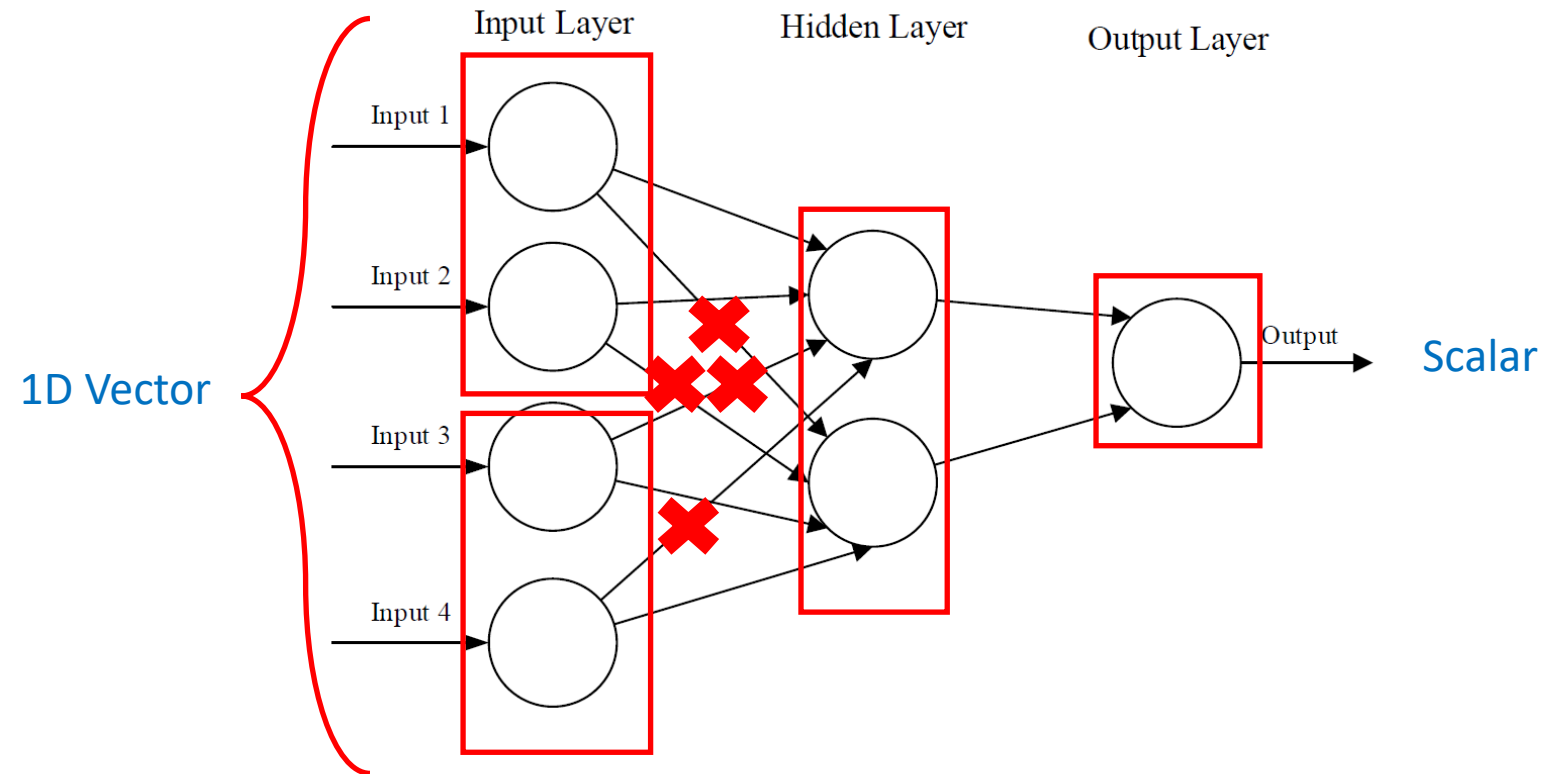 Input Layer
Hidden Layer
Output Layer
Input 1
Input 2
Output
Scalar
1D Vector
Input 3
Input 4